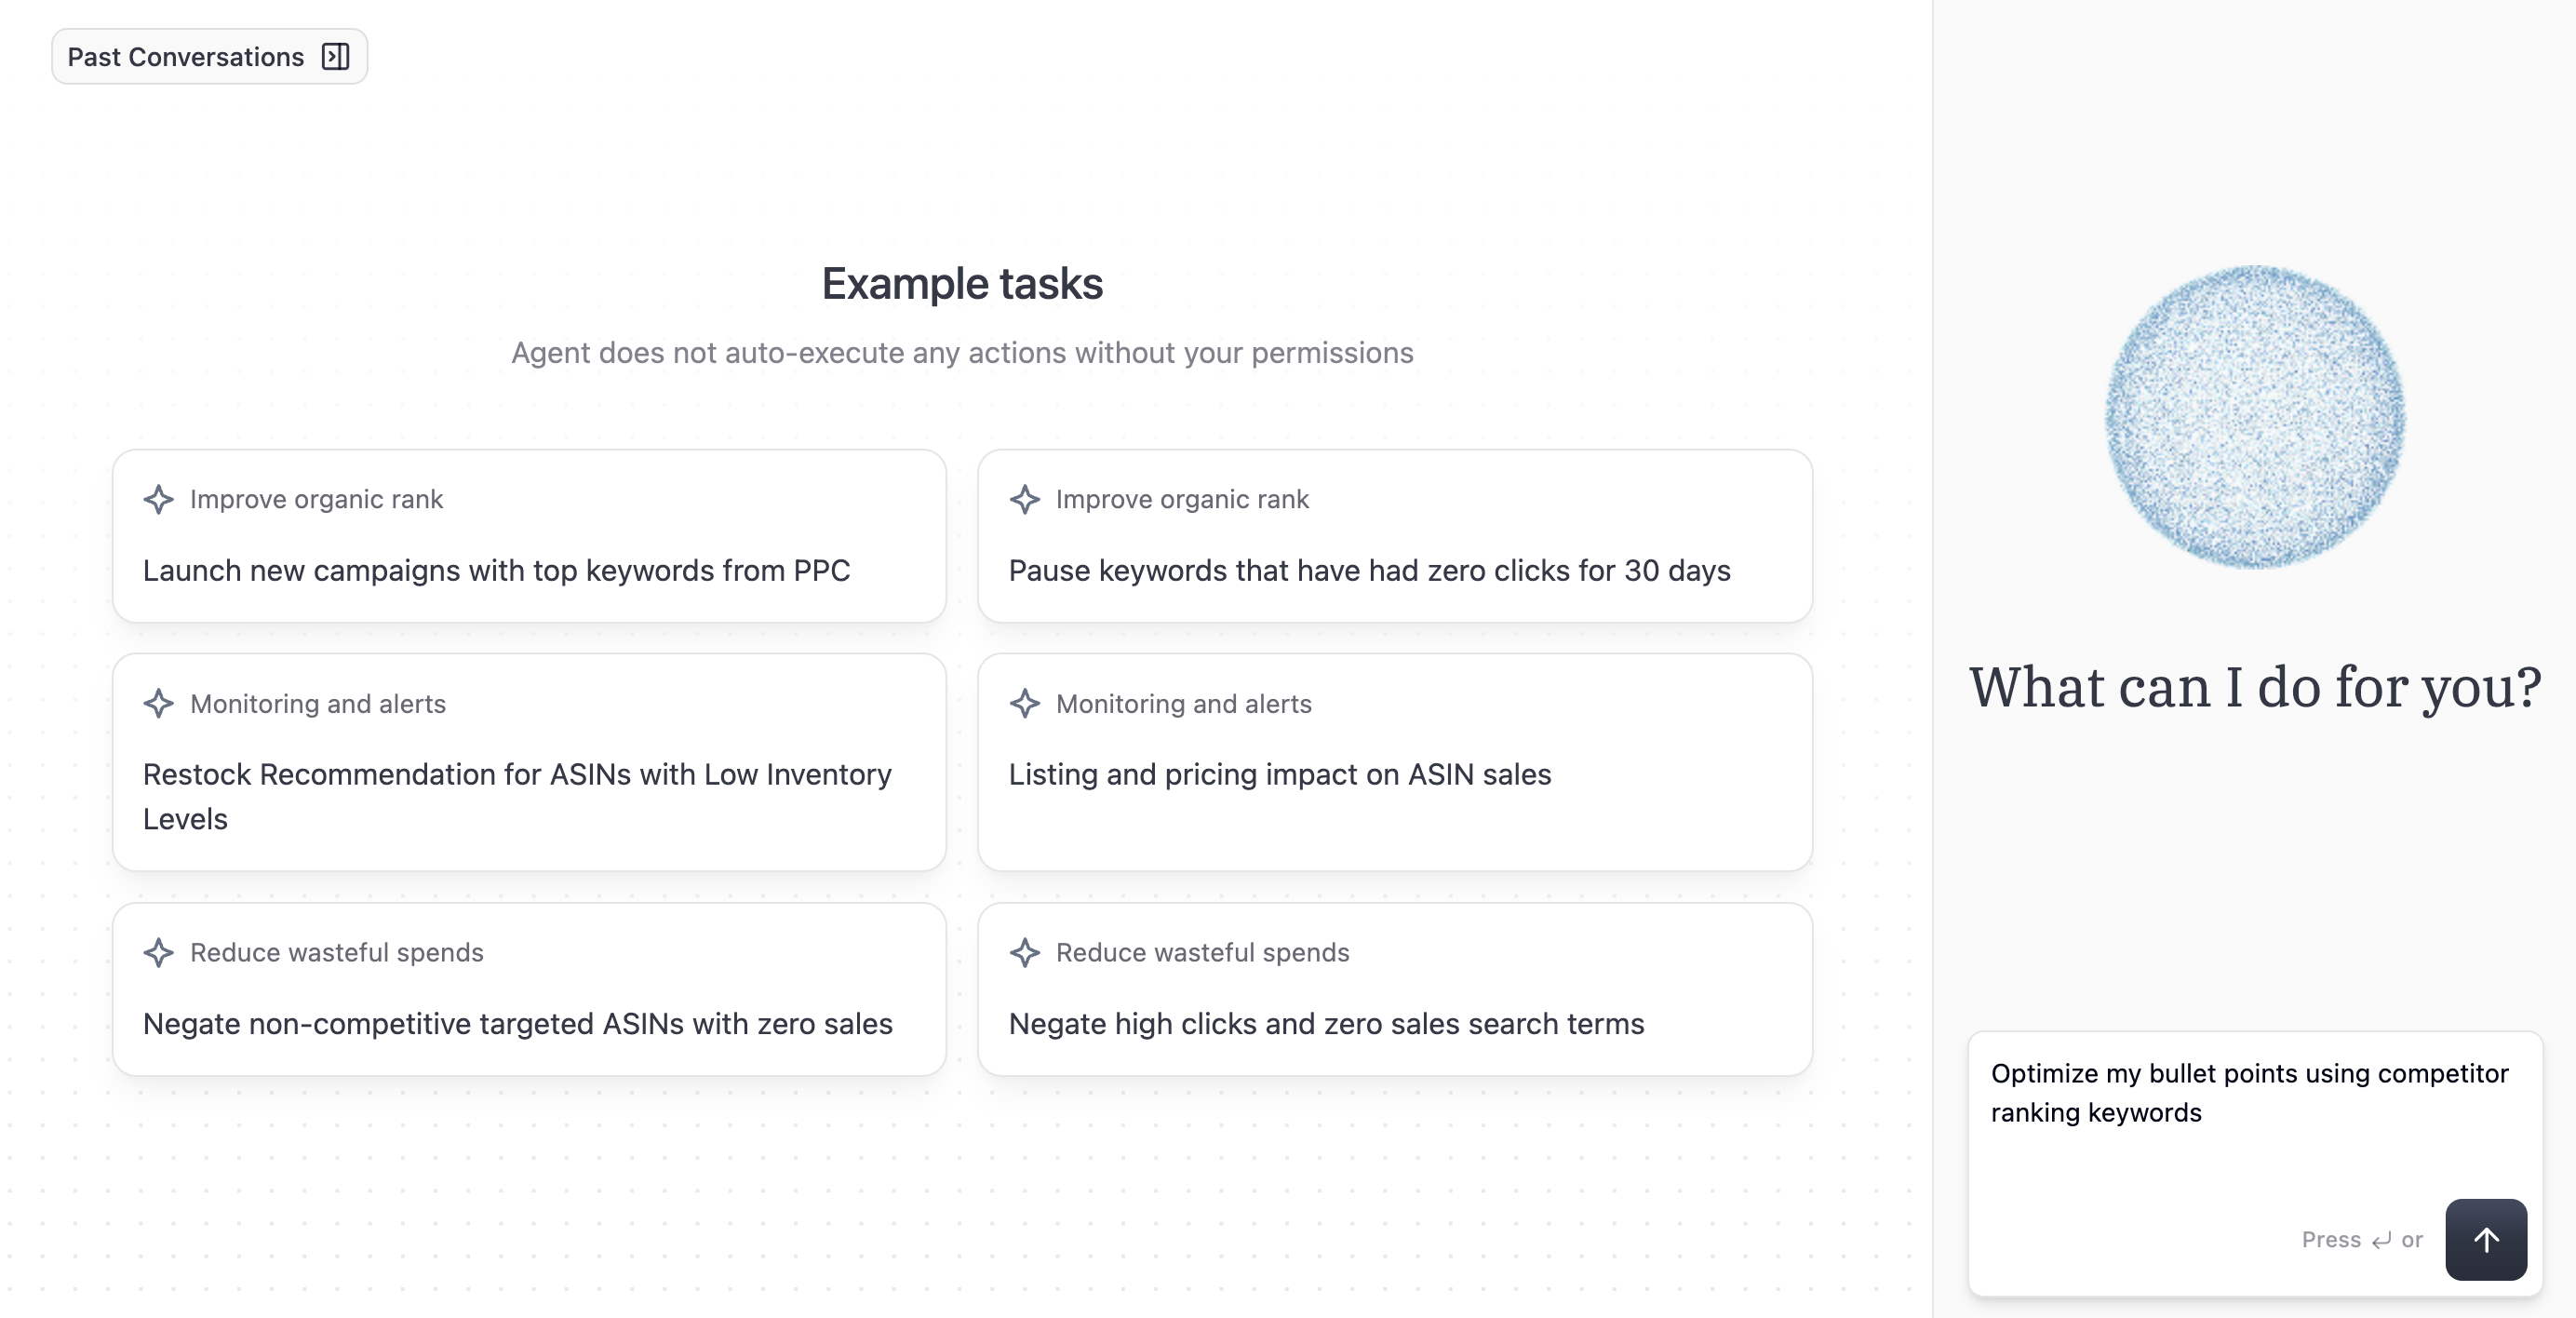 Past Conversations
Example tasks
Agent does not auto-execute any actions without your permissions
Improve organic rank
Launch new campaigns with top keywords from PPC
Improve organic rank
Pause keywords that have had zero clicks for 30 days
Monitoring and alerts
Restock Recommendation for ASINs with Low Inventory
Levels
Monitoring and alerts
Listing and pricing impact on ASIN sales
Reduce wasteful spends
Negate non-competitive targeted ASINs with zero sales
Reduce wasteful spends
Negate high clicks and zero sales search terms
What can I do for you?
Optimize my bullet points using competitor
ranking keywords
Press ↵ or